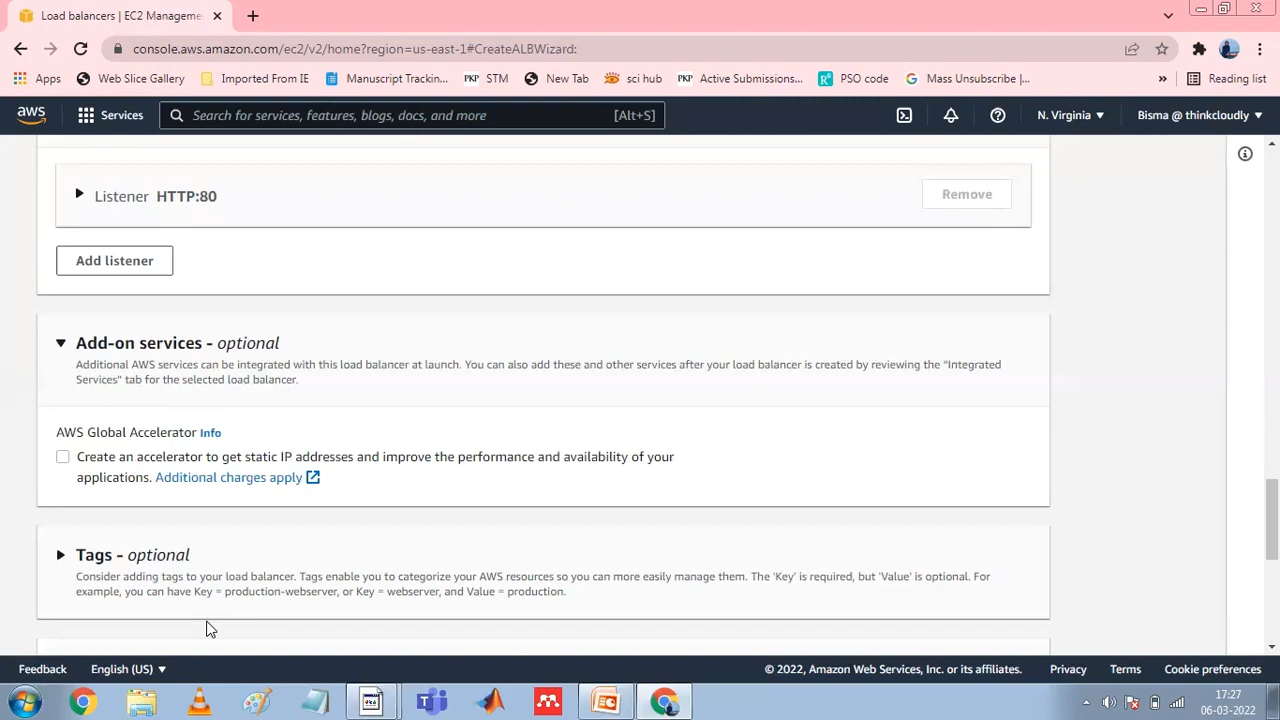 Load balancers | EC2 Manageme
console.aws.amazon.com/ec2/v2/home?region=us-east-1#CreateALBWizard:
Apps Web Slice Gallery Imported From IE Manuscript Trackin... PKP STM New Tab sci hub PKP Active Submissions... PSO code Mass Unsubscribe |... » Reading list
aws Services Search for services, features, blogs, docs, and more [Alt+S] N. Virginia Bisma @ thinkcloudly
Listener HTTP:80 Remove
Add listener
Add-on services - optional
Additional AWS services can be integrated with this load balancer at launch. You can also add these and other services after your load balancer is created by reviewing the "Integrated
Services" tab for the selected load balancer.
AWS Global Accelerator Info
Create an accelerator to get static IP addresses and improve the performance and availability of your
applications. Additional charges apply
Tags - optional
Consider adding tags to your load balancer. Tags enable you to categorize your AWS resources so you can more easily manage them. The 'Key' is required, but 'Value' is optional. For
example, you can have Key = production-webserver, or Key = webserver, and Value = production.
Feedback English (US) © 2022, Amazon Web Services, Inc. or its affiliates. Privacy Terms Cookie preferences
17:27
06-03-2022